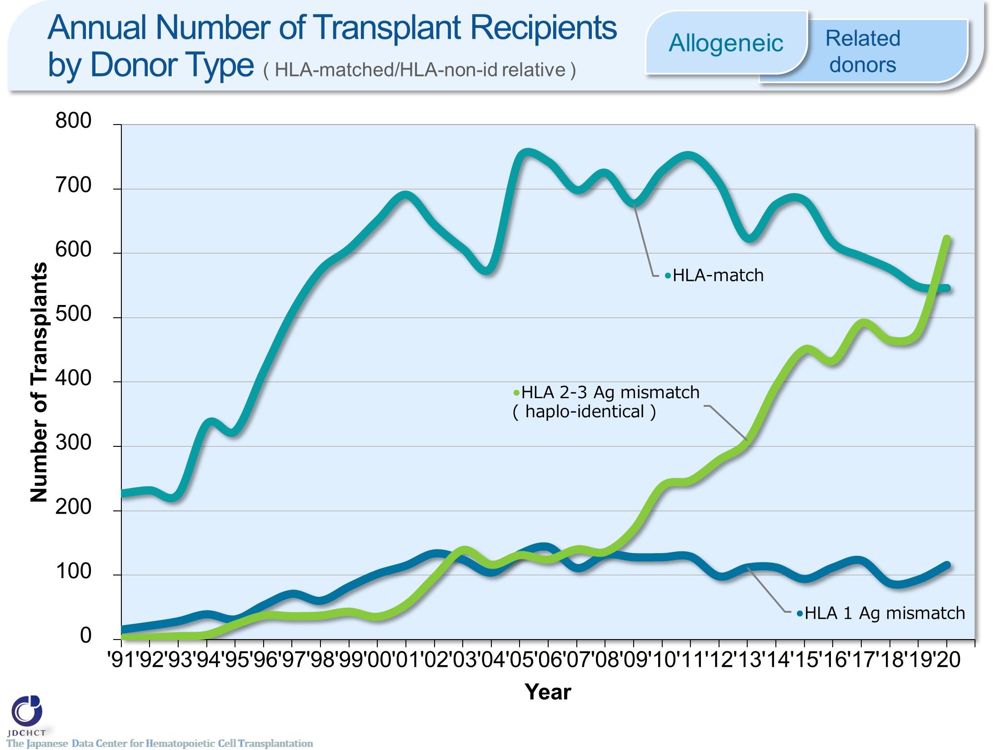 Annual Number of Transplant Recipients
by Donor Type ( HLA-matched/HLA-non-id relative )
Allogeneic
Related
donors
800
700
600
500
400
300
200
100
0
Number of Transplants
•HLA-match
•HLA 2-3 Ag mismatch
( haplo-identical )
•HLA 1 Ag mismatch
'91 '92 '93 '94 '95 '96 '97 '98 '99 '00 '01 '02 '03 '04 '05 '06 '07 '08 '09 '10 '11 '12 '13 '14 '15 '16 '17 '18 '19 '20
Year
JDCHCT
The Japanese Data Center for Hematopoietic Cell Transplantation